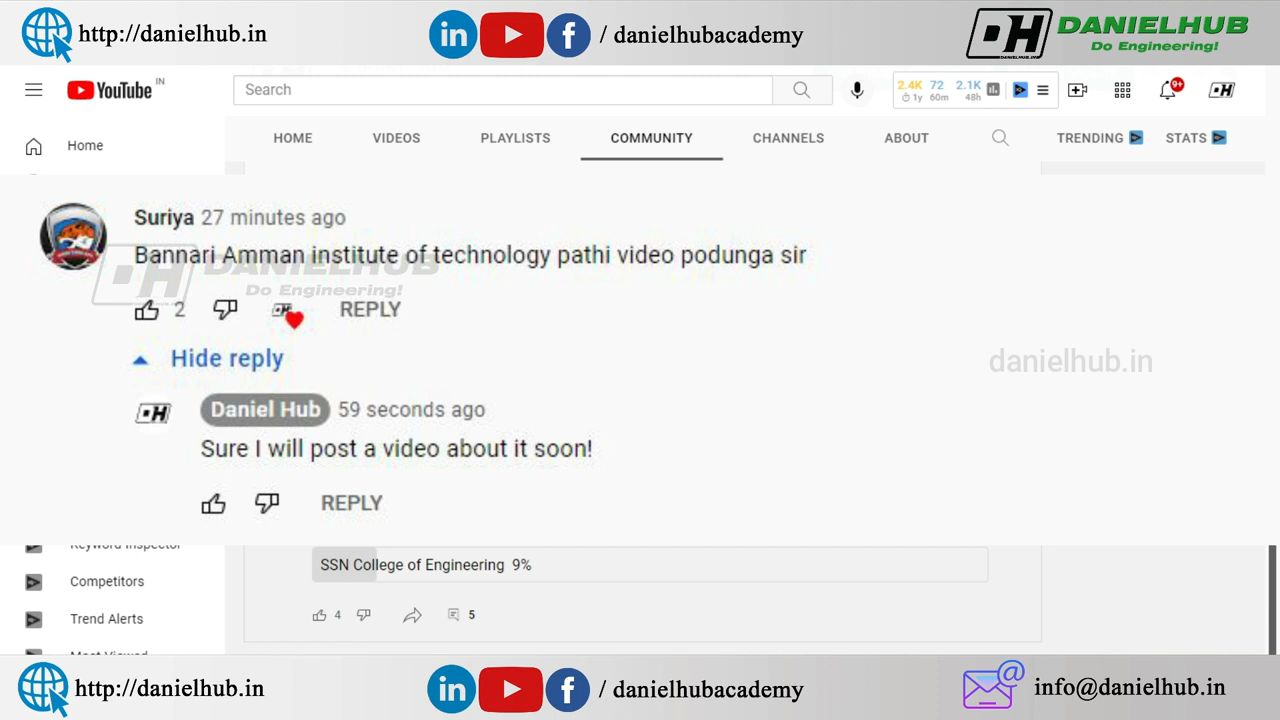 http://danielhub.in
/ danielhubacademy
DH DANIELHUB
Do Engineering!
YouTube IN
Search
2.4K 72 2.1K
1y 60m 48h
9+
DH
Home
HOME VIDEOS PLAYLISTS COMMUNITY CHANNELS ABOUT TRENDING STATS
Suriya 27 minutes ago
Bannari Amman institute of technology pathi video podunga sir
DANIELHUB
Do Engineering!
2 REPLY
Hide reply
danielhub.in
Daniel Hub 59 seconds ago
Sure I will post a video about it soon!
REPLY
Keyword Inspector
SSN College of Engineering 9%
Competitors
Trend Alerts
4 5
Most Viewed
http://danielhub.in
/ danielhubacademy
info@danielhub.in